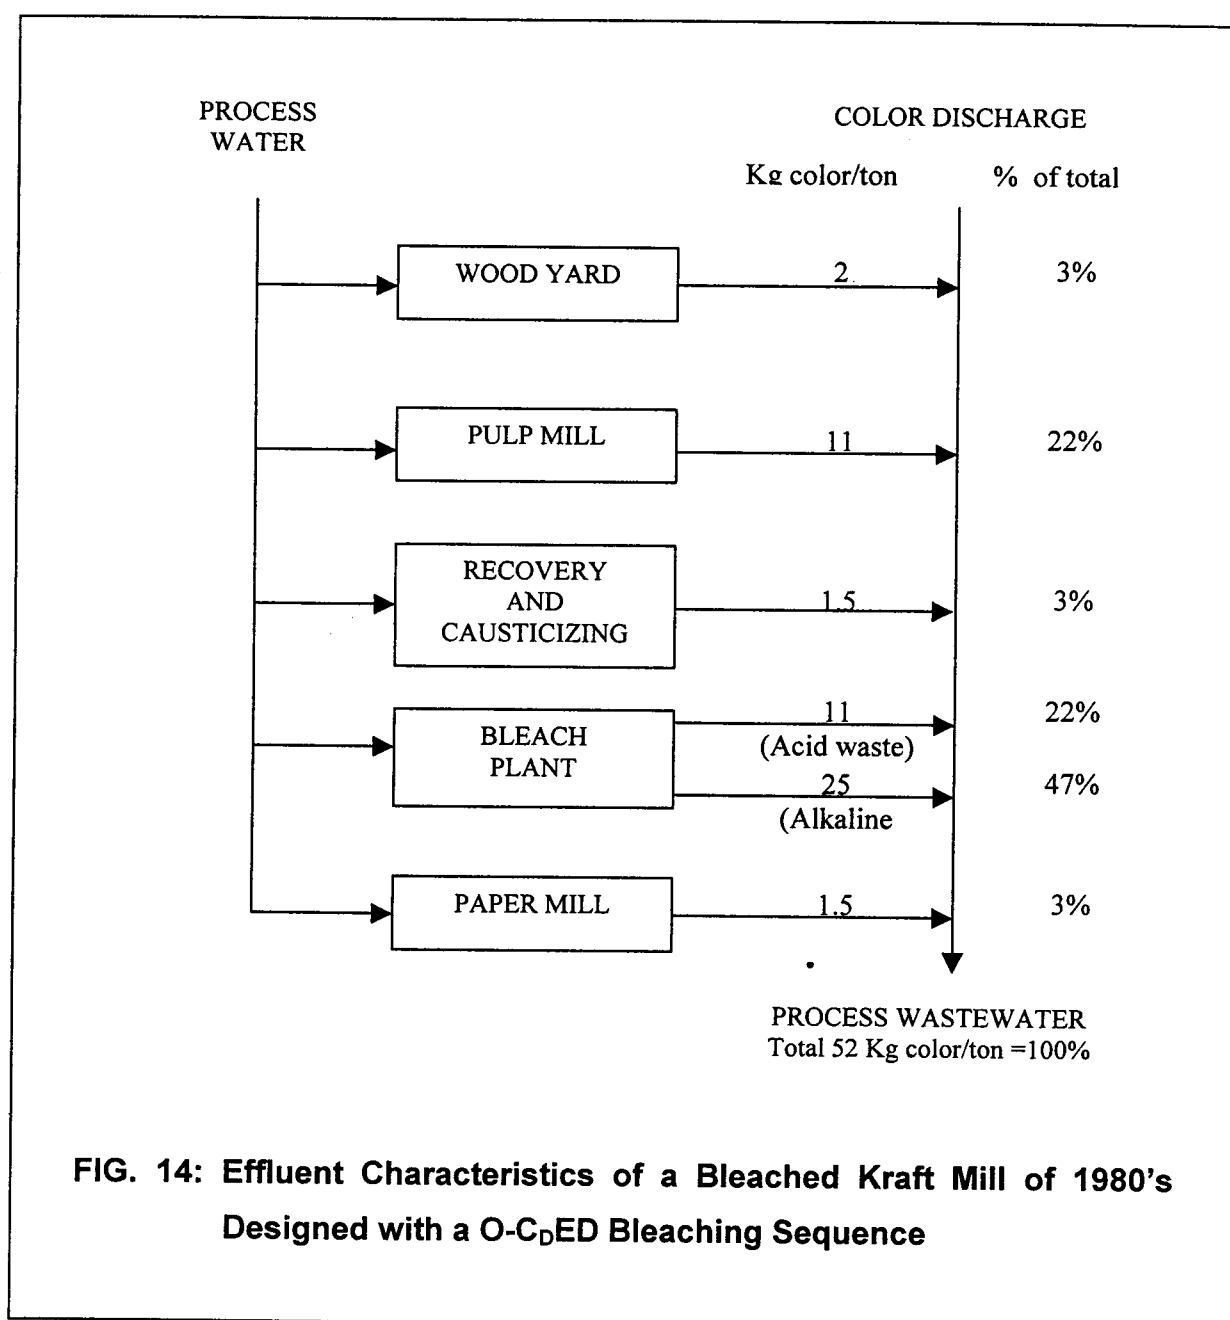 PROCESS
WATER
COLOR DISCHARGE
Kg color/ton % of total
WOOD YARD 2 3%
PULP MILL 11 22%
RECOVERY
AND
CAUSTICIZING
1.5 3%
BLEACH
PLANT
11 22%
(Acid waste)
25 47%
(Alkaline
PAPER MILL 1.5 3%
PROCESS WASTEWATER
Total 52 Kg color/ton =100%
FIG. 14: Effluent Characteristics of a Bleached Kraft Mill of 1980's
Designed with a O-CDED Bleaching Sequence